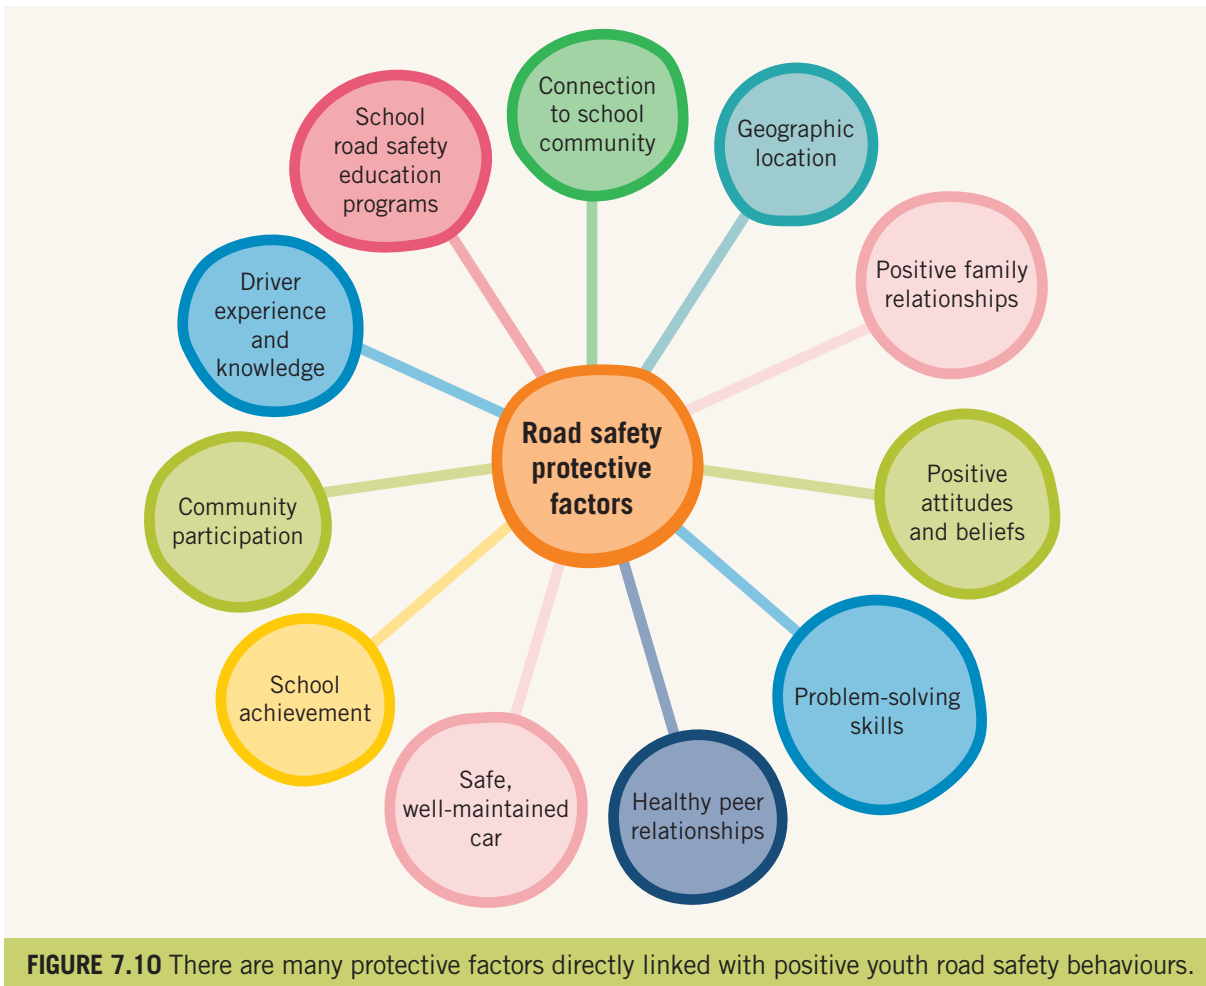 Connection
to school
community
Geographic
location
Positive family
relationships
Positive
attitudes
and beliefs
Problem-solving
skills
Healthy peer
relationships
Safe,
well-maintained
car
School
achievement
Community
participation
Driver
experience
and
knowledge
School
road safety
education
programs
Road safety
protective
factors
FIGURE 7.10 There are many protective factors directly linked with positive youth road safety behaviours.